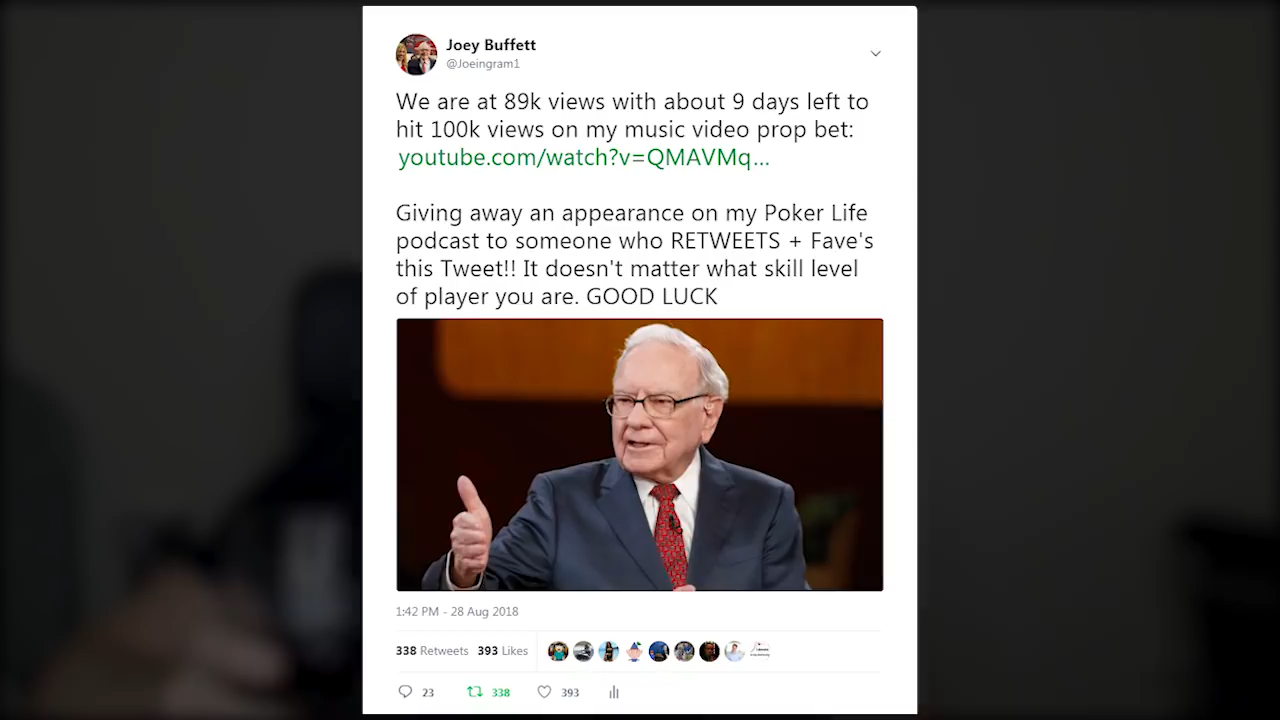 Joey Buffett
@Joeingram1
We are at 89k views with about 9 days left to
hit 100k views on my music video prop bet:
youtube.com/watch?v=QMAVMq...
Giving away an appearance on my Poker Life
podcast to someone who RETWEETS + Fave's
this Tweet!! It doesn't matter what skill level
of player you are. GOOD LUCK
1:42 PM - 28 Aug 2018
338 Retweets 393 Likes
23 338 393